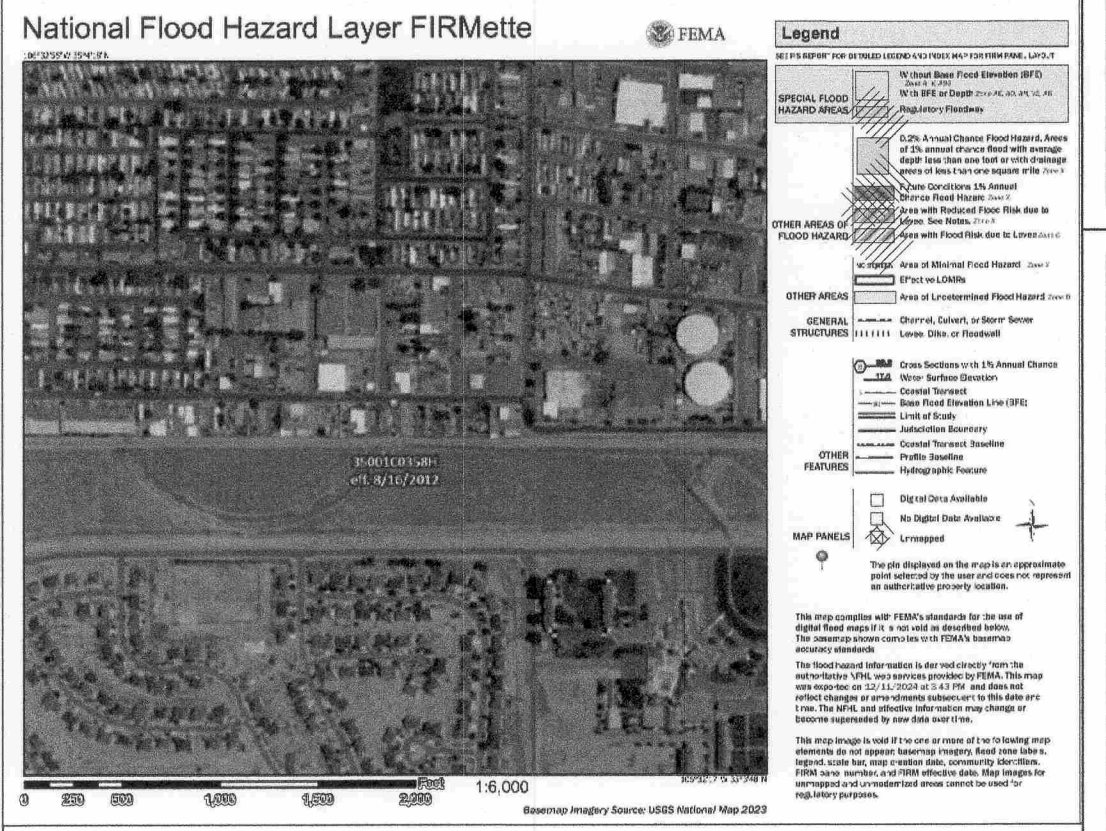 National Flood Hazard Layer FIRMette
FEMA
Legend
SEE FIS REPORT FOR DETAILED LEGEND AND INDEX MAP FOR FIRM PANEL LAYOUT
SPECIAL FLOOD
HAZARD AREAS
Without Base Flood Elevation (BFE)
With BFE or Depth
Regulatory Floodway
0.2% Annual Chance Flood Hazard, Areas
of 1% annual chance flood with average
depth less than one foot or with drainage
areas of less than one square mile Zone X
Future Conditions 1% Annual
Chance Flood Hazard Zone X
Area with Reduced Flood Risk due to
Levee. See Notes. Zone X
Area with Flood Risk due to Levee
OTHER AREAS OF
FLOOD HAZARD
Area of Minimal Flood Hazard Zone X
Effective LOMRs
OTHER AREAS
Area of Undetermined Flood Hazard Zone D
GENERAL
STRUCTURES
Channel, Culvert, or Storm Sewer
Levee, Dike, or Floodwall
Cross Sections with 1% Annual Chance
Water Surface Elevation
Coastal Transect
Base Flood Elevation Line (BFE)
Limit of Study
Jurisdiction Boundary
Coastal Transect Baseline
OTHER
FEATURES
Profile Baseline
Hydrographic Feature
Digital Data Available
No Digital Data Available
MAP PANELS
Unmapped
The pin displayed on the map is an approximate
point selected by the user and does not represent
an authoritative property location.
This map complies with FEMA's standards for the use of
digital flood maps if it is not void as described below.
The basemap shown complies with FEMA's basemap
accuracy standards
The flood hazard information is derived directly from the
authoritative NFHL web services provided by FEMA. This map
was exported on 12/11/2024 at 3:43 PM and does not
reflect changes or amendments subsequent to this date and
time. The NFHL and effective information may change or
become superseded by new data over time.
This map image is void if the one or more of the following map
elements do not appear: basemap imagery, flood zone labels,
legend, scale bar, map creation date, community identifiers,
FIRM panel number, and FIRM effective date. Map images for
unmapped and unmodernized areas cannot be used for
regulatory purposes.
35001C0358H
eff. 8/16/2012
Feet
0 250 500 1,000 1,500 2,000
1:6,000
Basemap Imagery Source: USGS National Map 2023